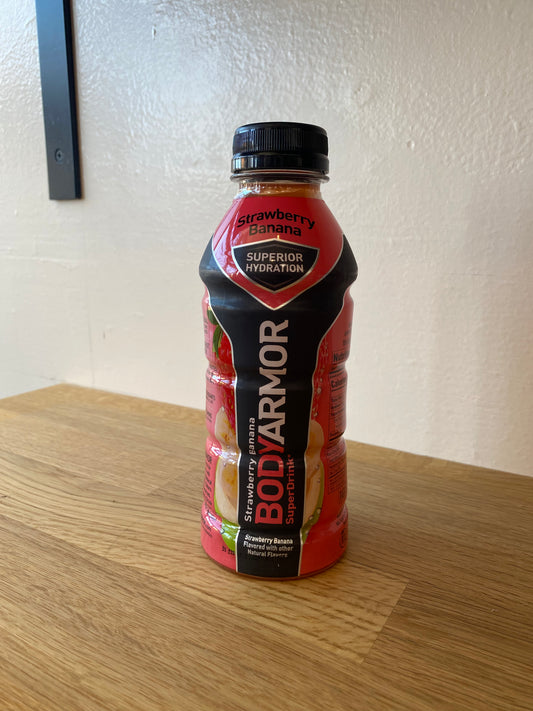 Strawberry
Banana
SUPERIOR
HYDRATION
Strawberry Banana
BODYARMOR
SuperDrink
Strawberry Banana
Flavored with other
Natural Flavors